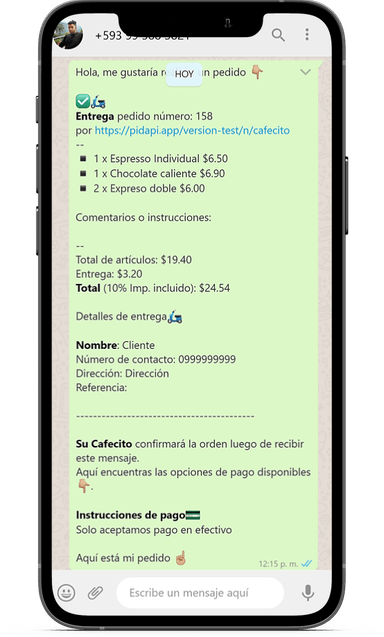 +593 99
Hola, me gustaría un pedido 👇🏼
HOY
✅🛵
Entrega pedido número: 158
por https://pidapi.app/version-test/n/cafecito
--
◾ 1 x Espresso Individual $6.50
◾ 1 x Chocolate caliente $6.90
◾ 2 x Expreso doble $6.00
Comentarios o instrucciones:
--
Total de artículos: $19.40
Entrega: $3.20
Total (10% Imp. incluido): $24.54
Detalles de entrega🛵
Nombre: Cliente
Número de contacto: 0999999999
Dirección: Dirección
Referencia:
------------------------------------------
Su Cafecito confirmará la orden luego de recibir
este mensaje.
Aquí encuentras las opciones de pago disponibles
👇🏼.
Instrucciones de pago💵
Solo aceptamos pago en efectivo
Aquí está mi pedido ☝🏼
12:15 p. m.
Escribe un mensaje aquí